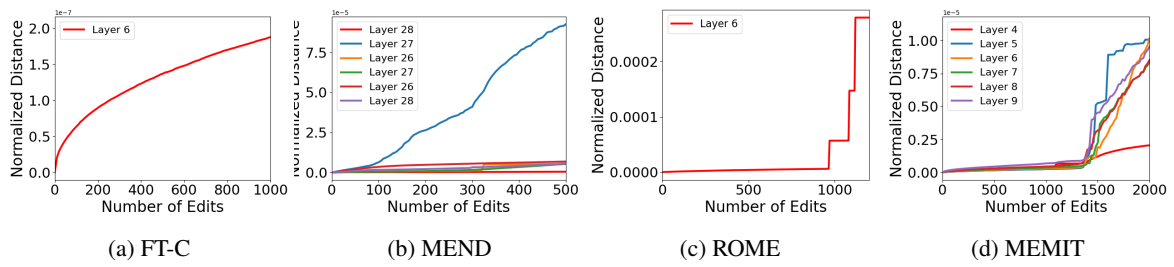 1e-7
Layer 6
Normalized Distance
2.0
1.5
1.0
0.5
0.0
0 200 400 600 800 1000
Number of Edits
(a) FT-C
1e-5
Layer 28
Layer 27
Layer 26
Layer 27
Layer 26
Layer 28
Normalized Distance
7.5
5.0
2.5
0.0
0 100 200 300 400 500
Number of Edits
(b) MEND
Layer 6
Normalized Distance
0.0002
0.0001
0.0000
0 500 1000
Number of Edits
(c) ROME
1e-5
Layer 4
Layer 5
Layer 6
Layer 7
Layer 8
Layer 9
Normalized Distance
1.00
0.75
0.50
0.25
0.00
0 500 1000 1500 2000
Number of Edits
(d) MEMIT